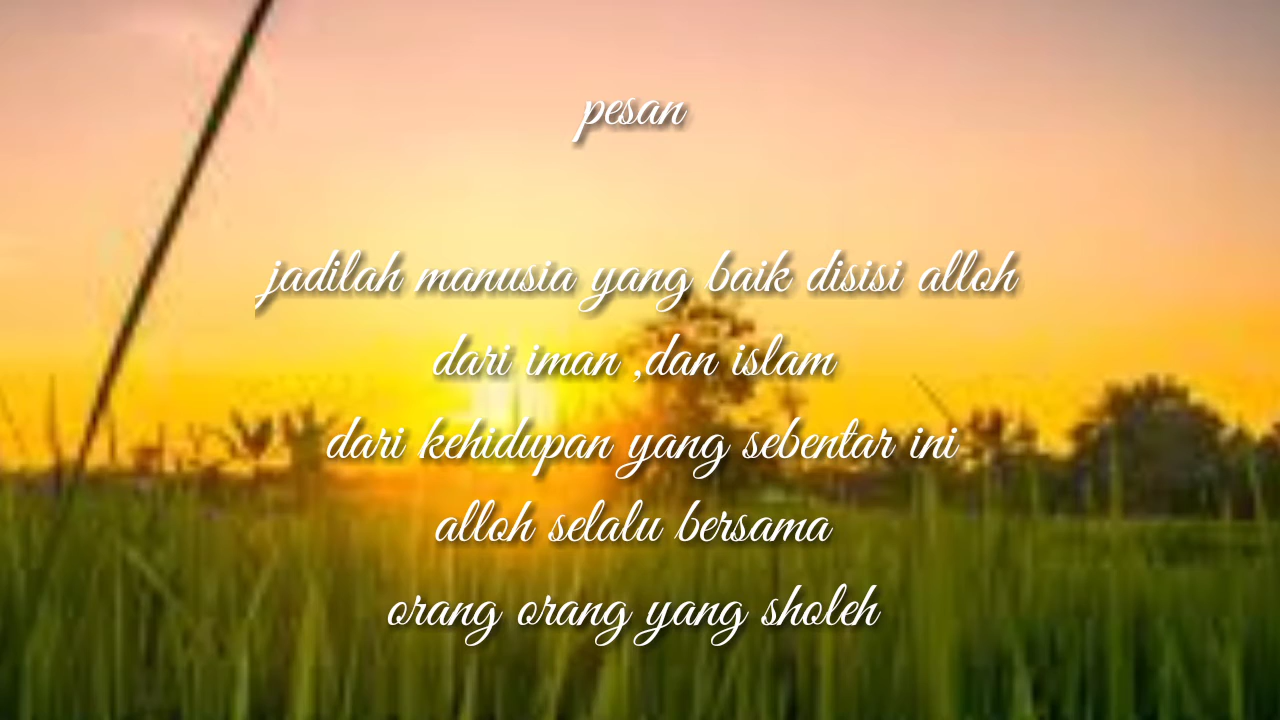 pesan
jadilah manusia yang baik disisi alloh
dari iman ,dan islam
dari kehidupan yang sebentar ini
alloh selalu bersama
orang orang yang sholeh